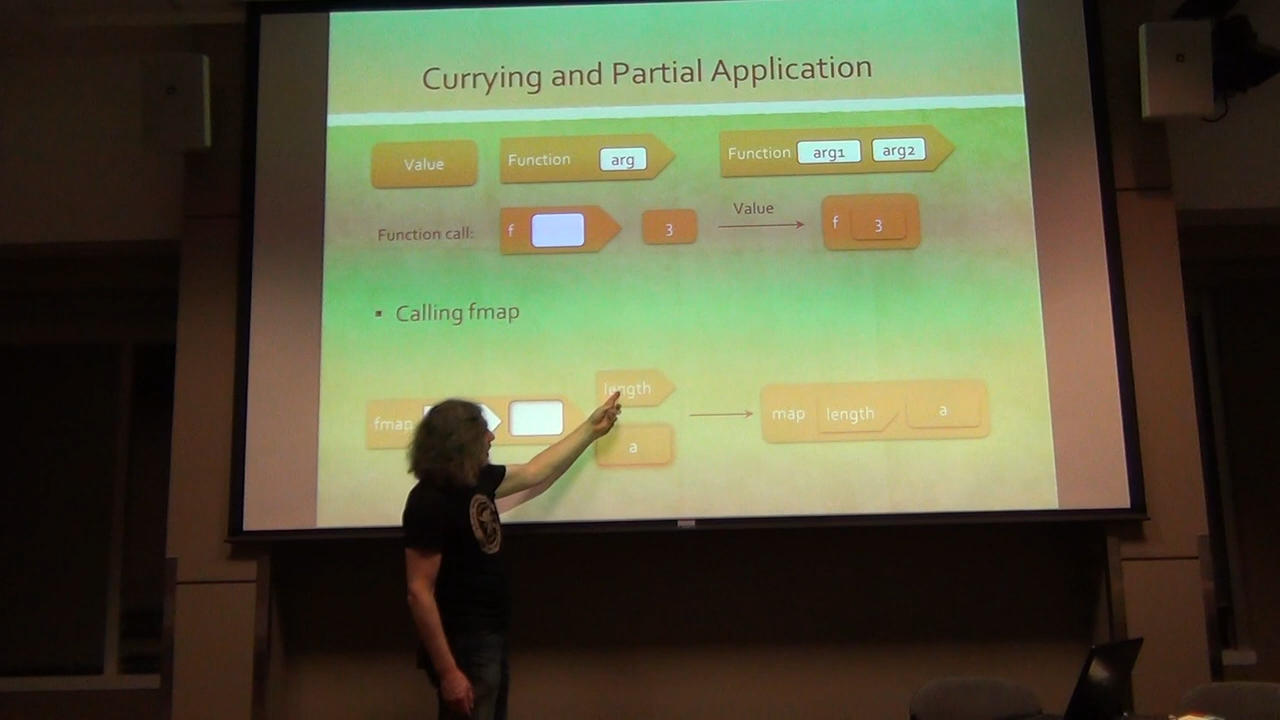 Currying and Partial Application
Value
Function arg
Function arg1 arg2
Function call:
f
3
Value
f 3
▪ Calling fmap
fmap
length
a
map length a